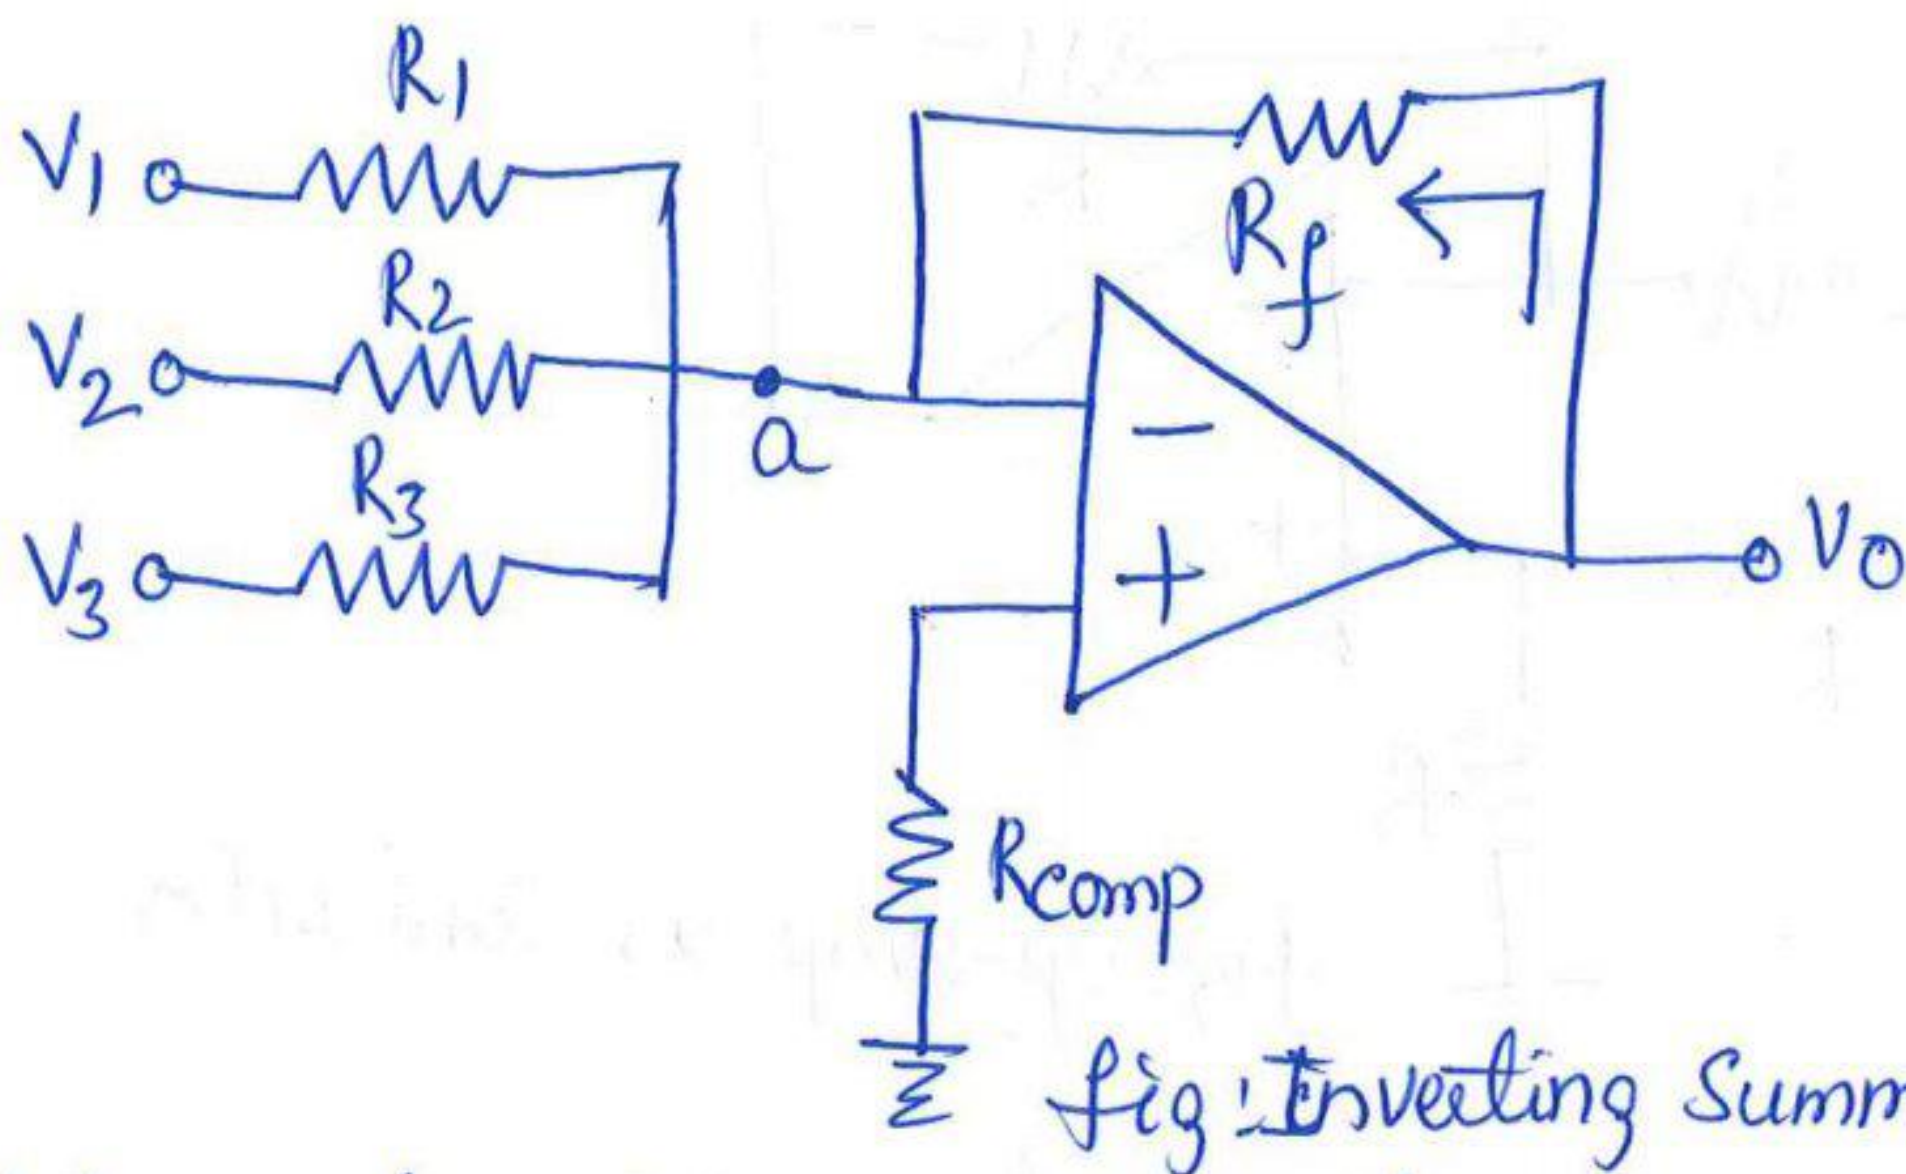 R1
V1
R2
V2
R3
V3
a
Rf
−
+
Vo
Rcomp
fig: Inverting Summ